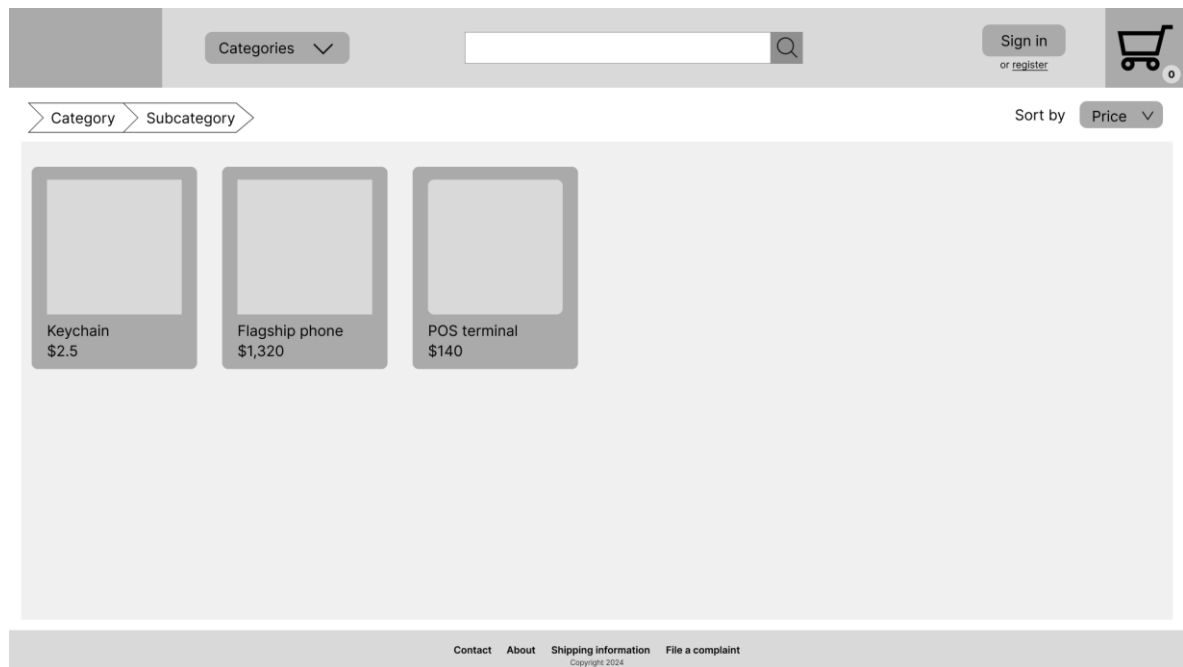 Categories
Sign in
or register
0
Category
Subcategory
Sort by
Price
Keychain
$2.5
Flagship phone
$1,320
POS terminal
$140
Contact About Shipping information File a complaint
Copyright 2024